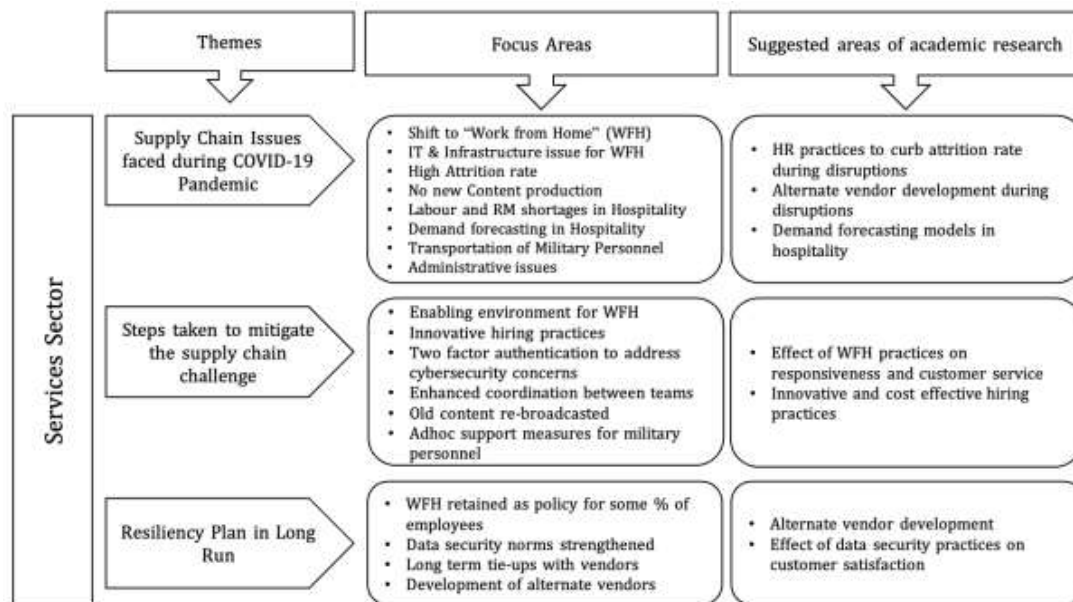 Themes
Focus Areas
Suggested areas of academic research
Services Sector
Supply Chain Issues
faced during COVID-19
Pandemic
• Shift to "Work from Home" (WFH)
• IT & Infrastructure issue for WFH
• High Attrition rate
• No new Content production
• Labour and RM shortages in Hospitality
• Demand forecasting in Hospitality
• Transportation of Military Personnel
• Administrative issues
• HR practices to curb attrition rate
during disruptions
• Alternate vendor development during
disruptions
• Demand forecasting models in
hospitality
Steps taken to mitigate
the supply chain
challenge
• Enabling environment for WFH
• Innovative hiring practices
• Two factor authentication to address
cybersecurity concerns
• Enhanced coordination between teams
• Old content re-broadcasted
• Adhoc support measures for military
personnel
• Effect of WFH practices on
responsiveness and customer service
• Innovative and cost effective hiring
practices
Resiliency Plan in Long
Run
• WFH retained as policy for some % of
employees
• Data security norms strengthened
• Long term tie-ups with vendors
• Development of alternate vendors
• Alternate vendor development
• Effect of data security practices on
customer satisfaction